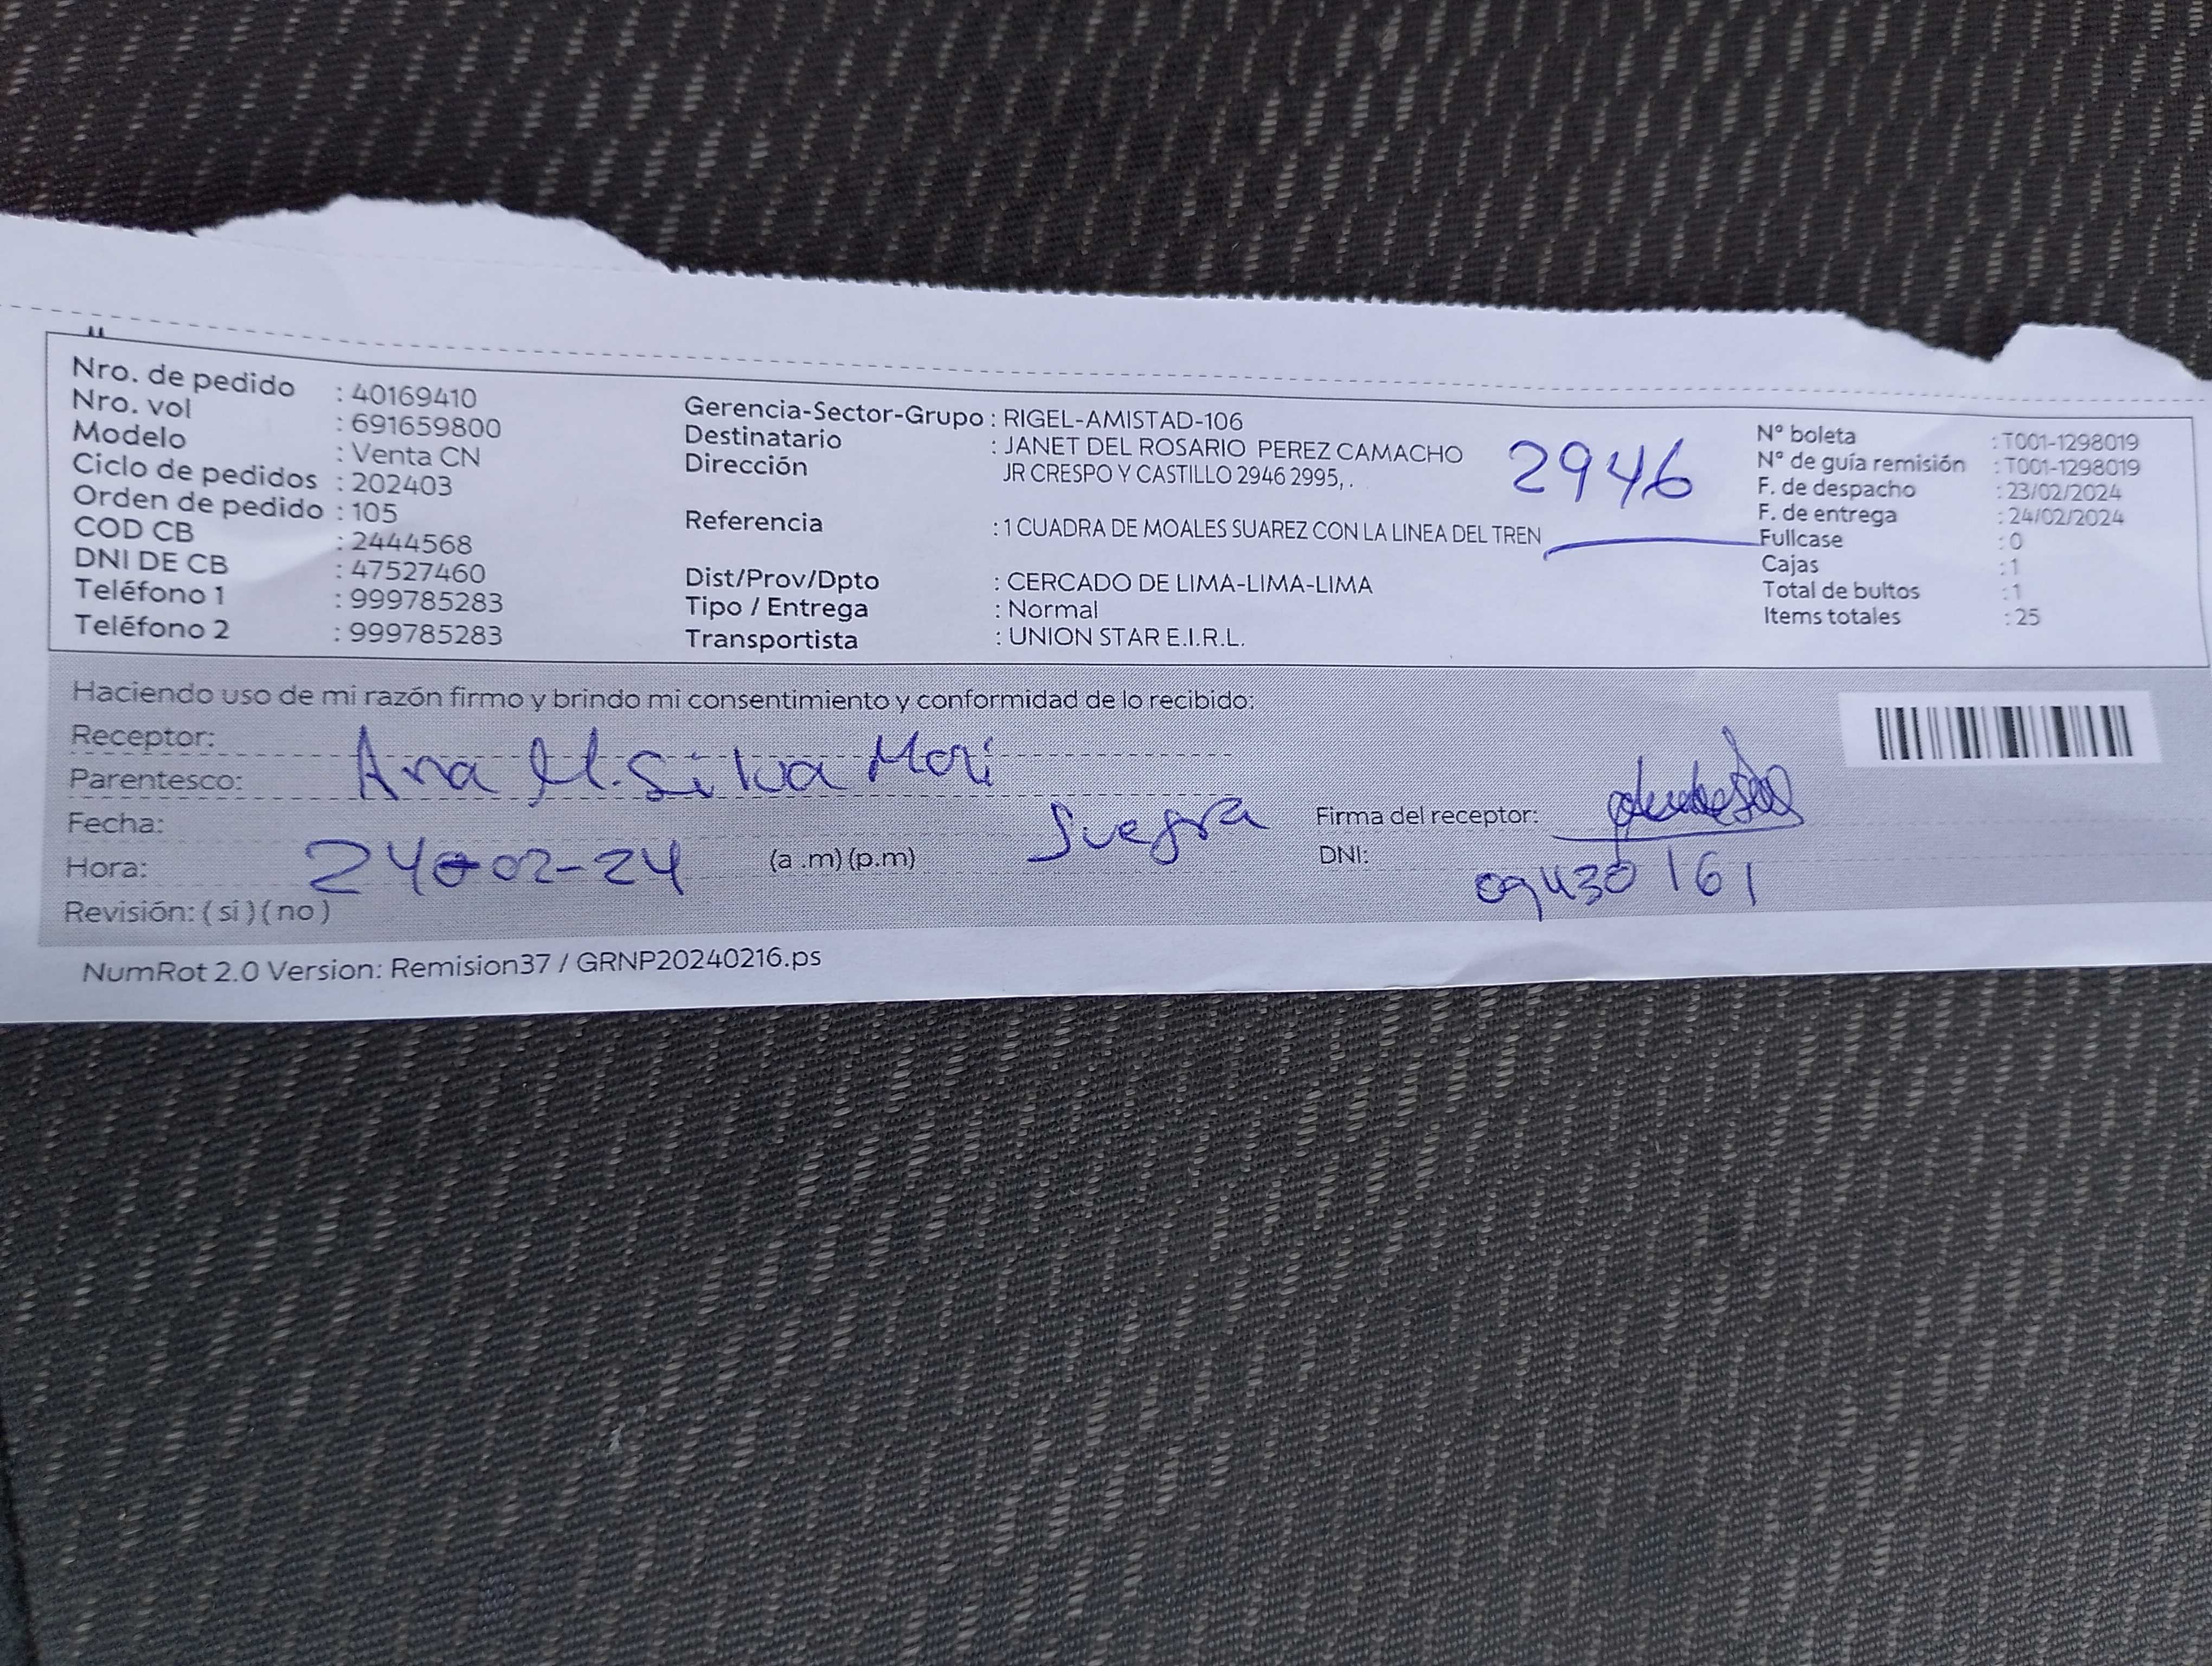 Nro. de pedido : 40169410
Nro. vol : 691659800
Modelo : Venta CN
Ciclo de pedidos : 202403
Orden de pedido : 105
COD CB : 2444568
DNI DE CB : 47527460
Teléfono 1 : 999785283
Teléfono 2 : 999785283
Gerencia-Sector-Grupo : RIGEL-AMISTAD-106
Destinatario : JANET DEL ROSARIO PEREZ CAMACHO
Dirección JR CRESPO Y CASTILLO 2946 2995, .
2946
Referencia : 1 CUADRA DE MOALES SUAREZ CON LA LINEA DEL TREN
Dist/Prov/Dpto : CERCADO DE LIMA-LIMA-LIMA
Tipo / Entrega : Normal
Transportista : UNION STAR E.I.R.L.
N° boleta : T001-1298019
N° de guía remisión : T001-1298019
F. de despacho : 23/02/2024
F. de entrega : 24/02/2024
Fullcase : 0
Cajas : 1
Total de bultos : 1
Items totales : 25
Haciendo uso de mi razón firmo y brindo mi consentimiento y conformidad de lo recibido:
Receptor: Ana M. Silva Mori
Parentesco: Suegra
Fecha: 24-02-24
Hora: (a .m) (p.m)
Revisión: ( si ) ( no )
Firma del receptor:
DNI: 09430161
NumRot 2.0 Version: Remision37 / GRNP20240216.ps